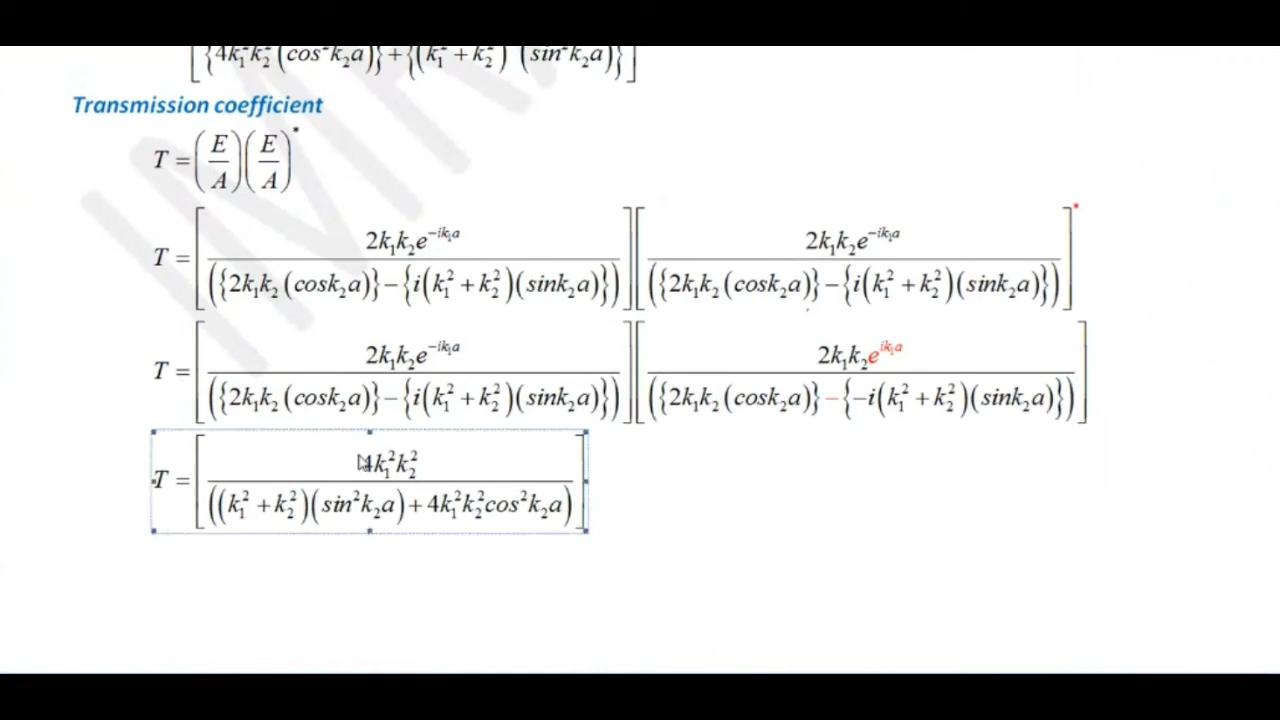 [{4k₁²k₂²(cos²k₂a)}+{(k₁²+k₂²) (sin²k₂a)}]
Transmission coefficient
T = (E/A)(E/A)*
T = [2k₁k₂e^{-ik₁a} / ({2k₁k₂(cosk₂a)}−{i(k₁²+k₂²)(sink₂a)})][2k₁k₂e^{-ik₁a} / ({2k₁k₂(cosk₂a)}−{i(k₁²+k₂²)(sink₂a)})]*
T = [2k₁k₂e^{-ik₁a} / ({2k₁k₂(cosk₂a)}−{i(k₁²+k₂²)(sink₂a)})][2k₁k₂e^{ik₁a} / ({2k₁k₂(cosk₂a)}−{−i(k₁²+k₂²)(sink₂a)})]
T = [4k₁²k₂² / ((k₁²+k₂²)(sin²k₂a)+4k₁²k₂²cos²k₂a)]